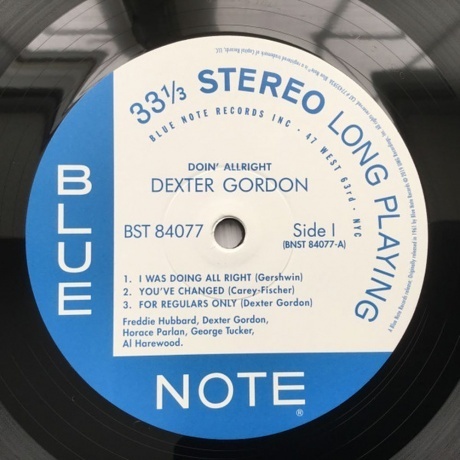 33⅓ STEREO LONG PLAYING
BLUE NOTE RECORDS INC · 47 WEST 63rd · NYC
DOIN' ALLRIGHT
DEXTER GORDON
BST 84077
Side I
(BNST 84077-A)
1. I WAS DOING ALL RIGHT (Gershwin)
2. YOU'VE CHANGED (Carey-Fischer)
3. FOR REGULARS ONLY (Dexter Gordon)
Freddie Hubbard, Dexter Gordon,
Horace Parlan, George Tucker,
Al Harewood.
BLUE
NOTE
®